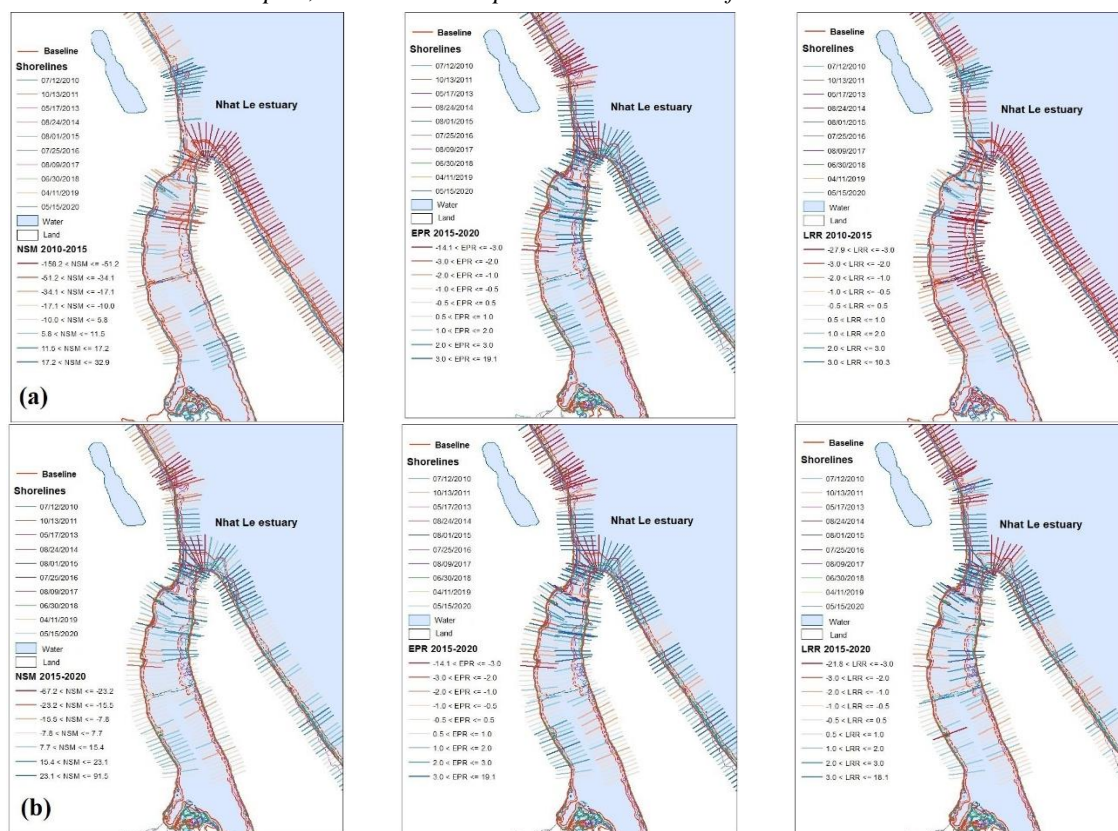 Baseline
Shorelines
07/12/2010
10/13/2011
05/17/2013
08/24/2014
08/01/2015
07/25/2016
08/09/2017
06/30/2018
04/11/2019
05/15/2020
Water
Land
NSM 2010-2015
-51.2 < NSM <= -34.1
-34.1 < NSM <= -17.1
-17.1 < NSM <= -10.0
-10.0 < NSM <= 5.8
5.8 < NSM <= 11.5
11.5 < NSM <= 17.2
17.2 < NSM <= 32.9
Nhat Le estuary
(a)
Baseline
Shorelines
07/12/2010
10/13/2011
05/17/2013
08/24/2014
08/01/2015
07/25/2016
08/09/2017
06/30/2018
04/11/2019
05/15/2020
Water
Land
EPR 2015-2020
-14.1 < EPR <= -3.0
-3.0 < EPR <= -2.0
-2.0 < EPR <= -1.0
-1.0 < EPR <= -0.5
-0.5 < EPR <= 0.5
0.5 < EPR <= 1.0
1.0 < EPR <= 2.0
2.0 < EPR <= 3.0
3.0 < EPR <= 19.1
Nhat Le estuary
Baseline
Shorelines
07/12/2010
10/13/2011
05/17/2013
08/24/2014
08/01/2015
07/25/2016
08/09/2017
06/30/2018
04/11/2019
05/15/2020
Water
Land
LRR 2010-2015
-27.9 < LRR <= -3.0
-3.0 < LRR <= -2.0
-2.0 < LRR <= -1.0
-1.0 < LRR <= -0.5
-0.5 < LRR <= 0.5
0.5 < LRR <= 1.0
1.0 < LRR <= 2.0
2.0 < LRR <= 3.0
3.0 < LRR <= 10.3
Nhat Le estuary
Baseline
Shorelines
07/12/2010
10/13/2011
05/17/2013
08/24/2014
08/01/2015
07/25/2016
08/09/2017
06/30/2018
04/11/2019
05/15/2020
Water
Land
NSM 2015-2020
-67.2 < NSM <= -23.2
-23.2 < NSM <= -15.5
-15.5 < NSM <= -7.8
-7.8 < NSM <= 7.7
7.7 < NSM <= 15.4
15.4 < NSM <= 23.1
23.1 < NSM <= 91.5
Nhat Le estuary
(b)
Baseline
Shorelines
07/12/2010
10/13/2011
05/17/2013
08/24/2014
08/01/2015
07/25/2016
08/09/2017
06/30/2018
04/11/2019
05/15/2020
Water
Land
EPR 2015-2020
-14.1 < EPR <= -3.0
-3.0 < EPR <= -2.0
-2.0 < EPR <= -1.0
-1.0 < EPR <= -0.5
-0.5 < EPR <= 0.5
0.5 < EPR <= 1.0
1.0 < EPR <= 2.0
2.0 < EPR <= 3.0
3.0 < EPR <= 19.1
Nhat Le estuary
Baseline
Shorelines
07/12/2010
10/13/2011
05/17/2013
08/24/2014
08/01/2015
07/25/2016
08/09/2017
06/30/2018
04/11/2019
05/15/2020
Water
Land
LRR 2015-2020
-21.8 < LRR <= -3.0
-3.0 < LRR <= -2.0
-2.0 < LRR <= -1.0
-1.0 < LRR <= -0.5
-0.5 < LRR <= 0.5
0.5 < LRR <= 1.0
1.0 < LRR <= 2.0
2.0 < LRR <= 3.0
3.0 < LRR <= 18.1
Nhat Le estuary